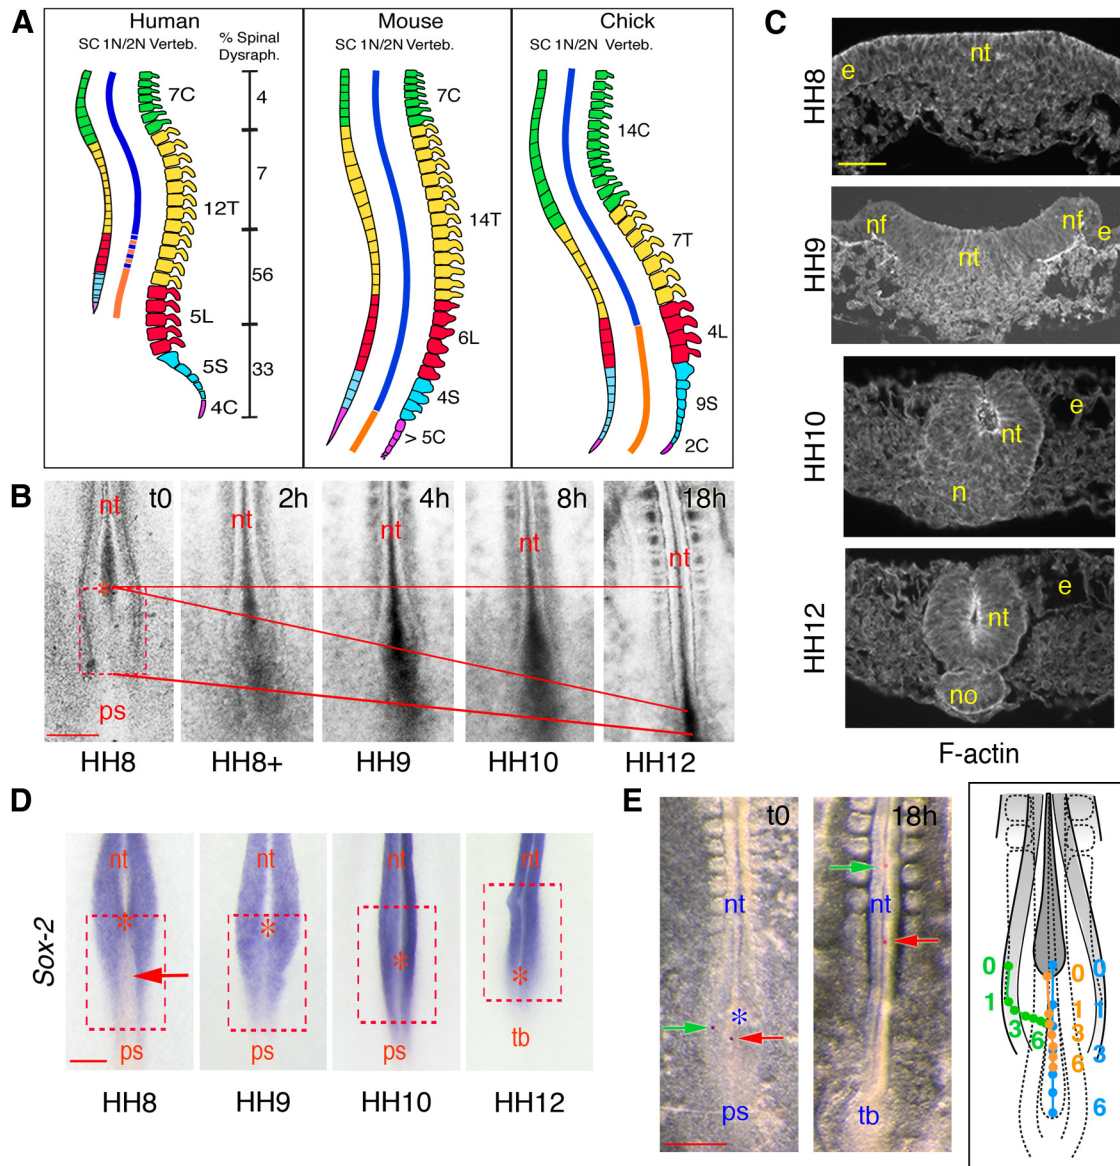 A
Human
Mouse
Chick
SC 1N/2N Verteb.
% Spinal
Dysraph.
SC 1N/2N Verteb.
SC 1N/2N Verteb.
7C
12T
5L
5S
4C
4
7
56
33
7C
14T
6L
4S
> 5C
14C
7T
4L
9S
2C
B
t0
2h
4h
8h
18h
nt
nt
nt
nt
nt
*
ps
HH8
HH8+
HH9
HH10
HH12
C
HH8
e
nt
HH9
nf
nt
nf
e
HH10
e
nt
n
HH12
e
nt
no
F-actin
D
Sox-2
nt
nt
nt
nt
*
*
*
*
ps
ps
ps
tb
HH8
HH9
HH10
HH12
E
t0
18h
nt
nt
*
ps
tb
0
1
3
6
0
1
3
6
0
1
3
6